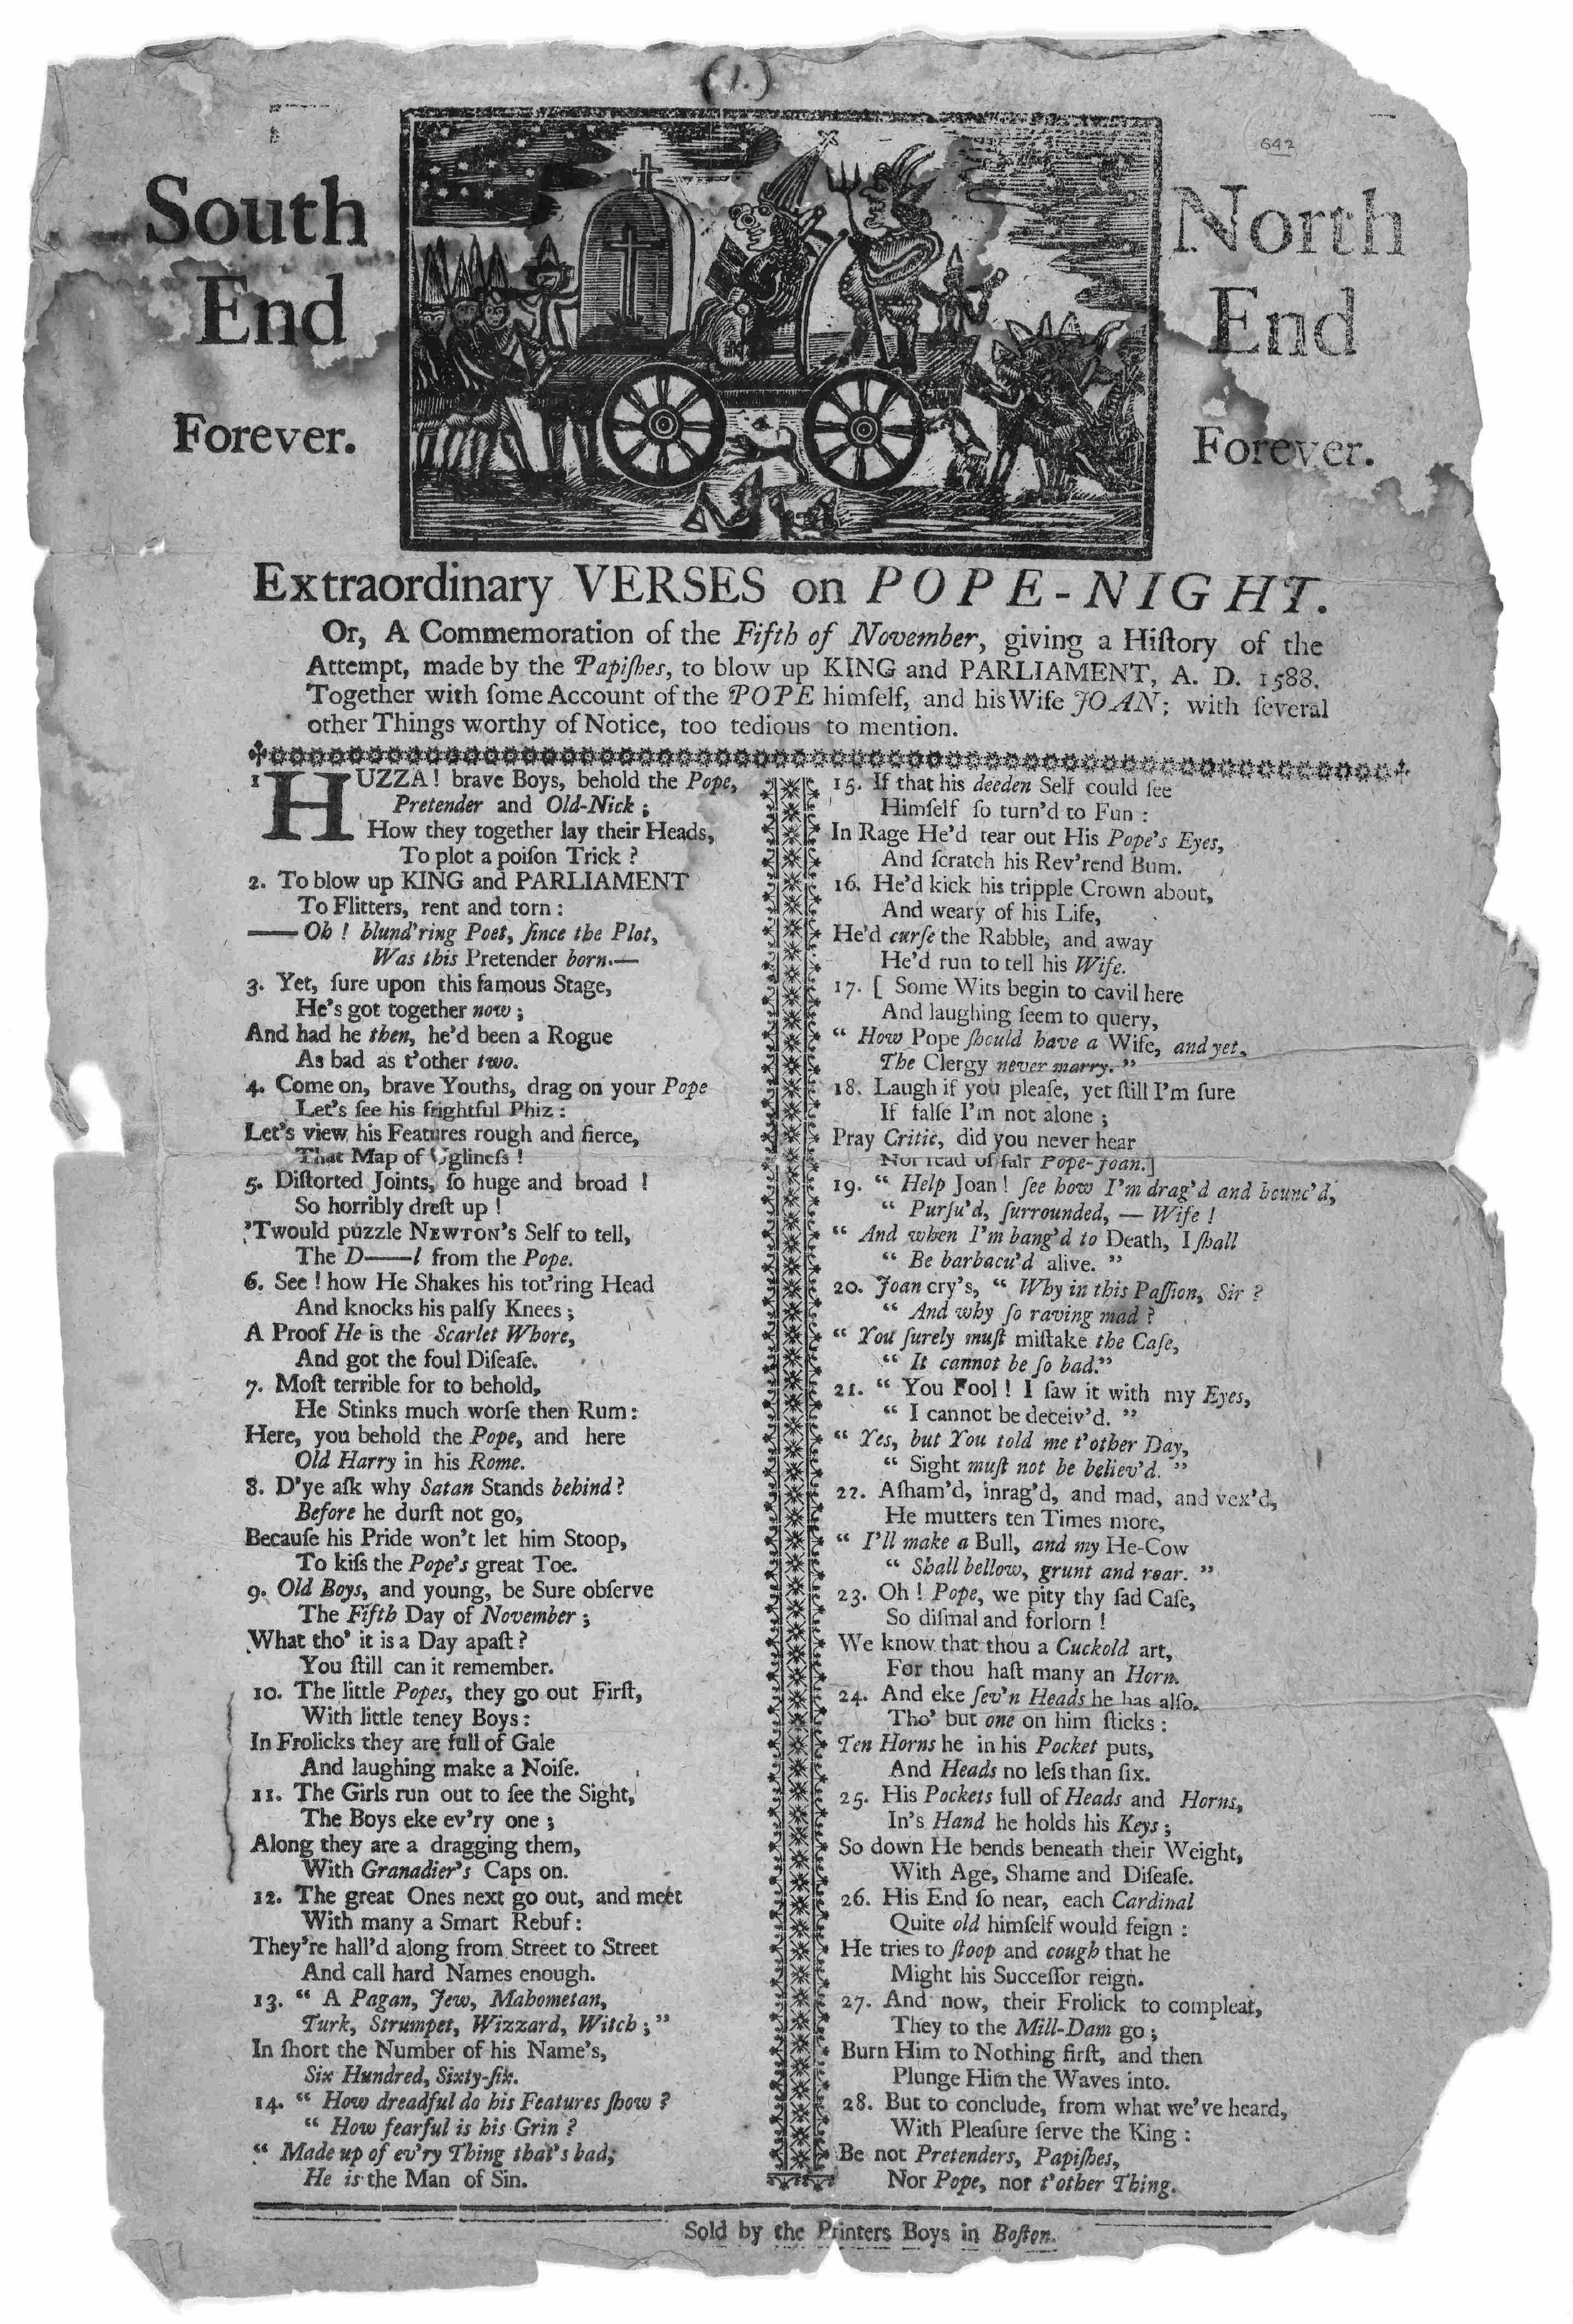 (1.)
642
South
End
Forever.
North
End
Forever.
Extraordinary VERSES on POPE-NIGHT.
Or, A Commemoration of the Fifth of November, giving a Hiſtory of the
Attempt, made by the Papiſhes, to blow up KING and PARLIAMENT, A. D. 1588.
Together with ſome Account of the POPE himſelf, and his Wife JOAN; with ſeveral
other Things worthy of Notice, too tedious to mention.
1 HUZZA! brave Boys, behold the Pope,
Pretender and Old-Nick;
How they together lay their Heads,
To plot a poiſon Trick?
2. To blow up KING and PARLIAMENT
To Flitters, rent and torn:
—— Oh! blund'ring Poet, ſince the Plot,
Was this Pretender born.—
3. Yet, ſure upon this famous Stage,
He's got together now;
And had he then, he'd been a Rogue
As bad as t'other two.
4. Come on, brave Youths, drag on your Pope
Let's ſee his frightful Phiz:
Let's view his Features rough and fierce,
That Map of Uglineſs!
5. Diſtorted Joints, ſo huge and broad!
So horribly dreſt up!
'Twould puzzle NEWTON's Self to tell,
The D——l from the Pope.
6. See! how He Shakes his tot'ring Head
And knocks his palſy Knees;
A Proof He is the Scarlet Whore,
And got the foul Diſeaſe.
7. Moſt terrible for to behold,
He Stinks much worſe then Rum:
Here, you behold the Pope, and here
Old Harry in his Rome.
8. D'ye aſk why Satan Stands behind?
Before he durſt not go,
Becauſe his Pride won't let him Stoop,
To kiſs the Pope's great Toe.
9. Old Boys, and young, be Sure obſerve
The Fifth Day of November;
What tho' it is a Day apaſt?
You ſtill can it remember.
10. The little Popes, they go out Firſt,
With little teney Boys:
In Frolicks they are full of Gale
And laughing make a Noiſe.
11. The Girls run out to ſee the Sight,
The Boys eke ev'ry one;
Along they are a dragging them,
With Granadier's Caps on.
12. The great Ones next go out, and meet
With many a Smart Rebuf:
They're hall'd along from Street to Street
And call hard Names enough.
13. “ A Pagan, Jew, Mahometan,
Turk, Strumpet, Wizzard, Witch;”
In ſhort the Number of his Name's,
Six Hundred, Sixty-ſix.
14. “ How dreadful do his Features ſhow?
“ How fearful is his Grin?
“ Made up of ev'ry Thing that's bad;
He is the Man of Sin.
15. If that his deeden Self could ſee
Himſelf ſo turn'd to Fun:
In Rage He'd tear out His Pope's Eyes,
And ſcratch his Rev'rend Bum.
16. He'd kick his tripple Crown about,
And weary of his Life,
He'd curſe the Rabble, and away
He'd run to tell his Wife.
17. [ Some Wits begin to cavil here
And laughing ſeem to query,
“ How Pope ſhould have a Wife, and yet,
The Clergy never marry.”
18. Laugh if you pleaſe, yet ſtill I'm ſure
If falſe I'm not alone;
Pray Critic, did you never hear
Nor read of fair Pope-Joan.]
19. “ Help Joan! ſee how I'm drag'd and bounc'd,
“ Purſu'd, ſurrounded, — Wife!
“ And when I'm bang'd to Death, I ſhall
“ Be barbacu'd alive.”
20. Joan cry's, “ Why in this Paſſion, Sir?
“ And why ſo raving mad?
“ You ſurely muſt miſtake the Caſe,
“ It cannot be ſo bad.”
21. “ You Fool! I ſaw it with my Eyes,
“ I cannot be deceiv'd.”
“ Yes, but You told me t'other Day,
“ Sight muſt not be believ'd.”
22. Aſham'd, inrag'd, and mad, and vex'd,
He mutters ten Times more,
“ I'll make a Bull, and my He-Cow
“ Shall bellow, grunt and roar.”
23. Oh! Pope, we pity thy ſad Caſe,
So diſmal and forlorn!
We know that thou a Cuckold art,
For thou haſt many an Horn.
24. And eke ſev'n Heads he has alſo,
Tho' but one on him ſticks:
Ten Horns he in his Pocket puts,
And Heads no leſs than ſix.
25. His Pockets full of Heads and Horns,
In's Hand he holds his Keys;
So down He bends beneath their Weight,
With Age, Shame and Diſeaſe.
26. His End ſo near, each Cardinal
Quite old himſelf would feign:
He tries to ſtoop and cough that he
Might his Succeſſor reign.
27. And now, their Frolick to compleat,
They to the Mill-Dam go;
Burn Him to Nothing firſt, and then
Plunge Him the Waves into.
28. But to conclude, from what we've heard,
With Pleaſure ſerve the King:
Be not Pretenders, Papiſhes,
Nor Pope, nor t'other Thing.
Sold by the Printers Boys in Boſton.